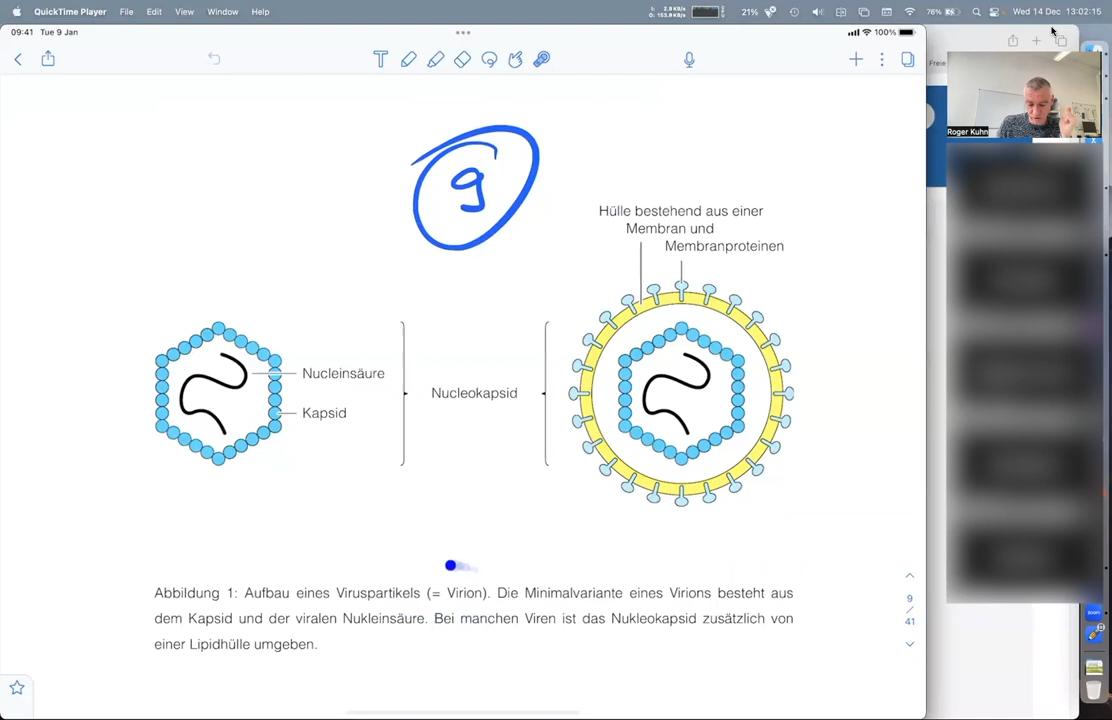 QuickTime Player File Edit View Window Help
21%
76%
Wed 14 Dec 13:02:15
09:41 Tue 9 Jan
100%
Freie
Roger Kuhn
9
Hülle bestehend aus einer
Membran und
Membranproteinen
Nucleinsäure
Nucleokapsid
Kapsid
Abbildung 1: Aufbau eines Viruspartikels (= Virion). Die Minimalvariante eines Virions besteht aus
dem Kapsid und der viralen Nukleinsäure. Bei manchen Viren ist das Nukleokapsid zusätzlich von
einer Lipidhülle umgeben.
9
/
41
zoom